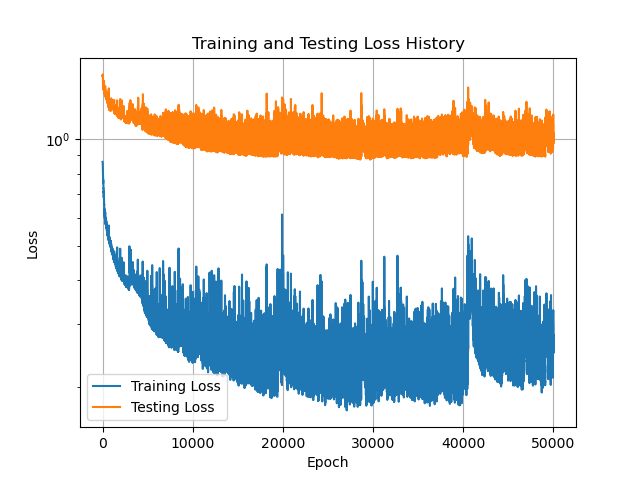 Training and Testing Loss History
Loss
10^0
Training Loss
Testing Loss
0 10000 20000 30000 40000 50000
Epoch